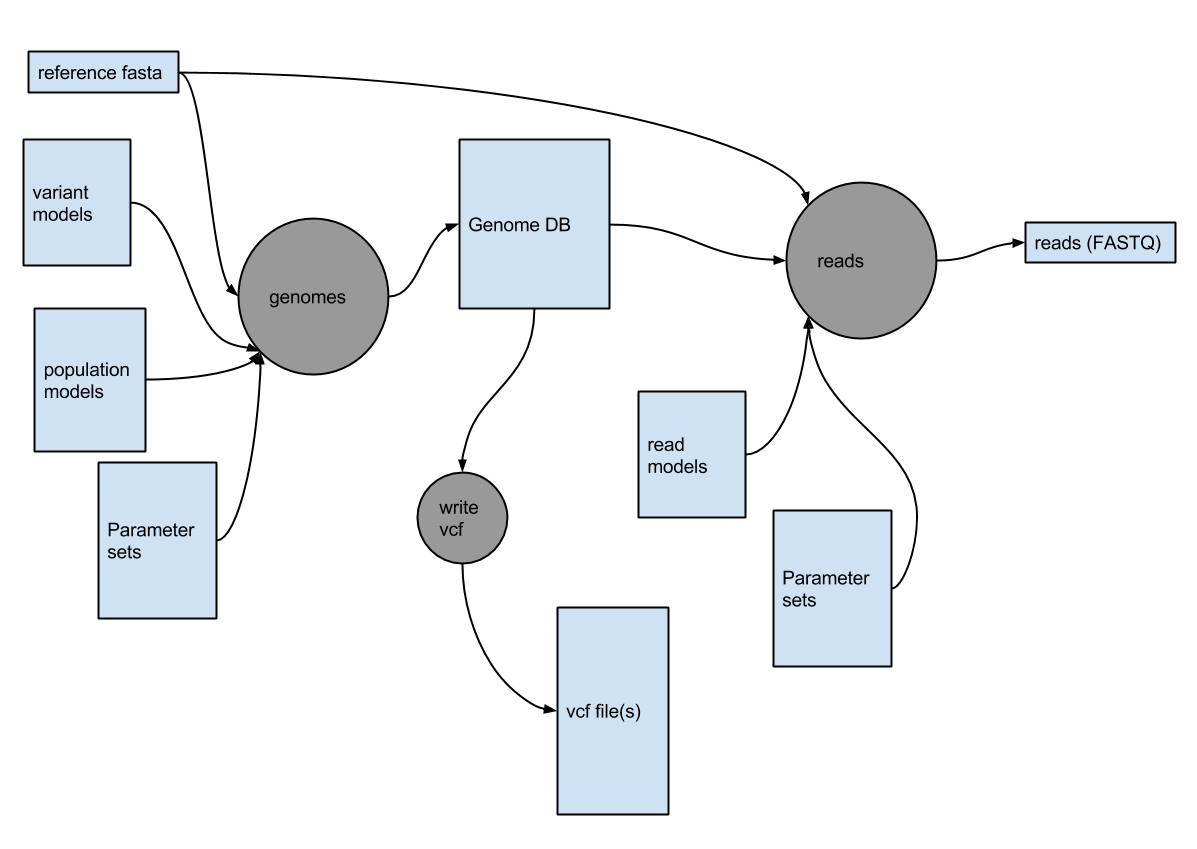 reference fasta
variant
models
population
models
Parameter
sets
genomes
Genome DB
write
vcf
vcf file(s)
reads
read
models
Parameter
sets
reads (FASTQ)